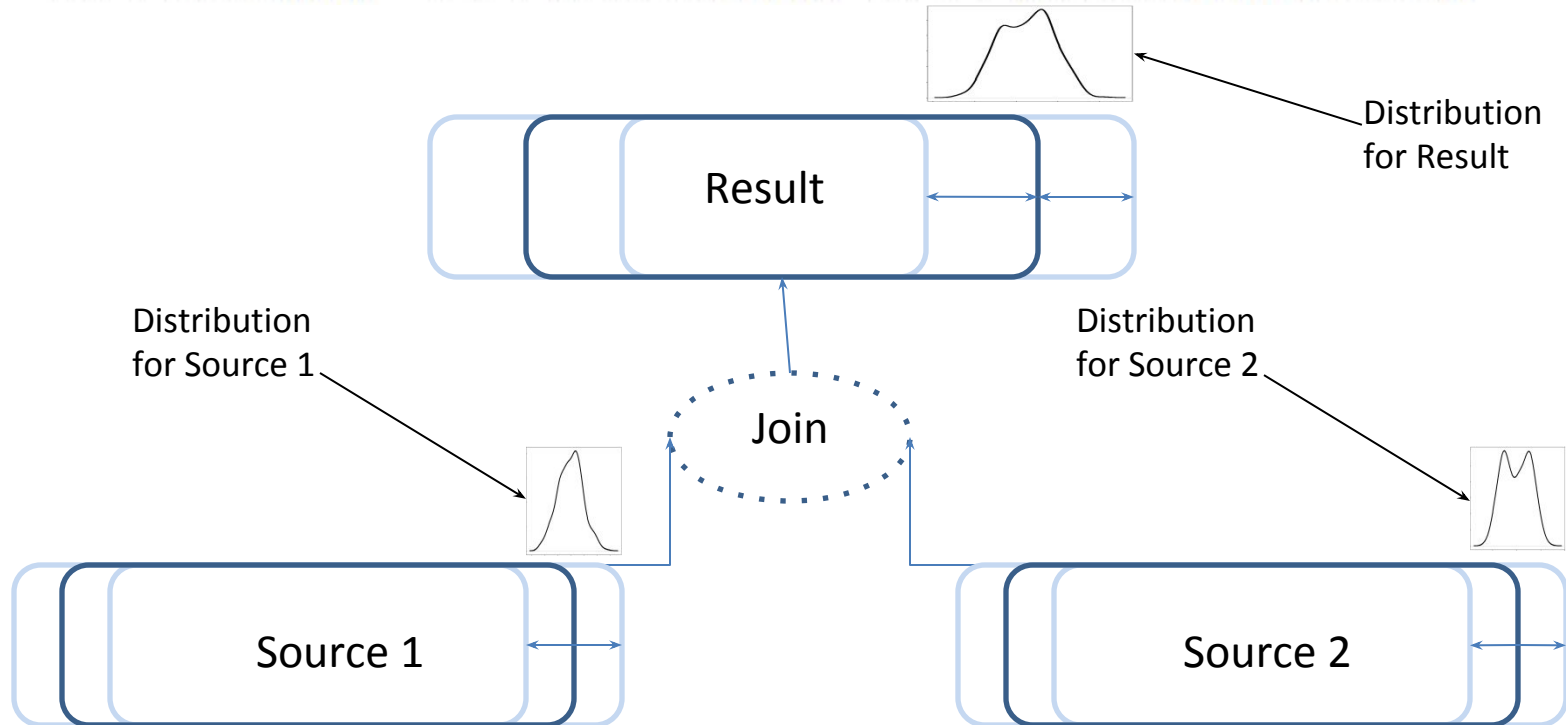 Distribution
for Result
Result
Distribution
for Source 1
Distribution
for Source 2
Join
Source 1
Source 2